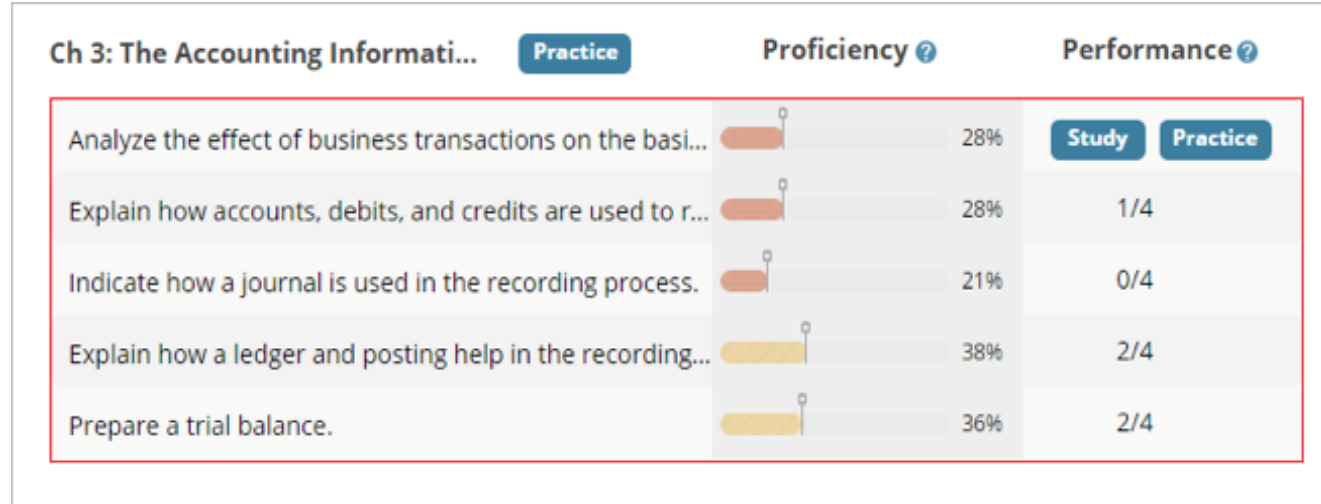 Ch 3: The Accounting Informati... Practice Proficiency ? Performance ?
Analyze the effect of business transactions on the basi... 28% Study Practice
Explain how accounts, debits, and credits are used to r... 28% 1/4
Indicate how a journal is used in the recording process. 21% 0/4
Explain how a ledger and posting help in the recording... 38% 2/4
Prepare a trial balance. 36% 2/4